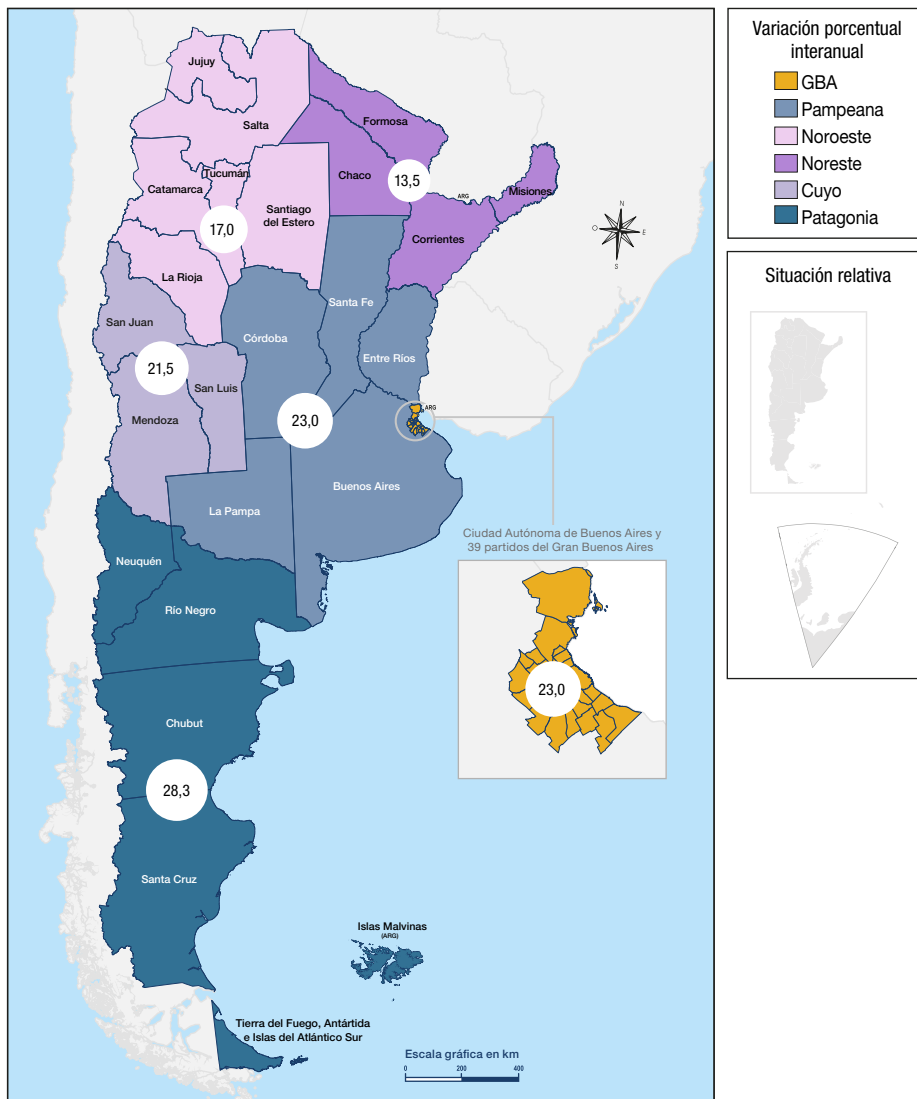 Jujuy
Salta
Formosa
Chaco
13,5
ARG
Misiones
Tucumán
Catamarca
Santiago
del Estero
17,0
Corrientes
N
O
E
S
La Rioja
Santa Fe
San Juan
Córdoba
Entre Ríos
21,5
San Luis
ARG
Mendoza
23,0
Buenos Aires
La Pampa
Ciudad Autónoma de Buenos Aires y
39 partidos del Gran Buenos Aires
Neuquén
Río Negro
23,0
Chubut
28,3
Santa Cruz
Islas Malvinas
(ARG)
Tierra del Fuego, Antártida
e Islas del Atlántico Sur
Escala gráfica en km
0
200
400
Variación porcentual
interanual
GBA
Pampeana
Noroeste
Noreste
Cuyo
Patagonia
Situación relativa